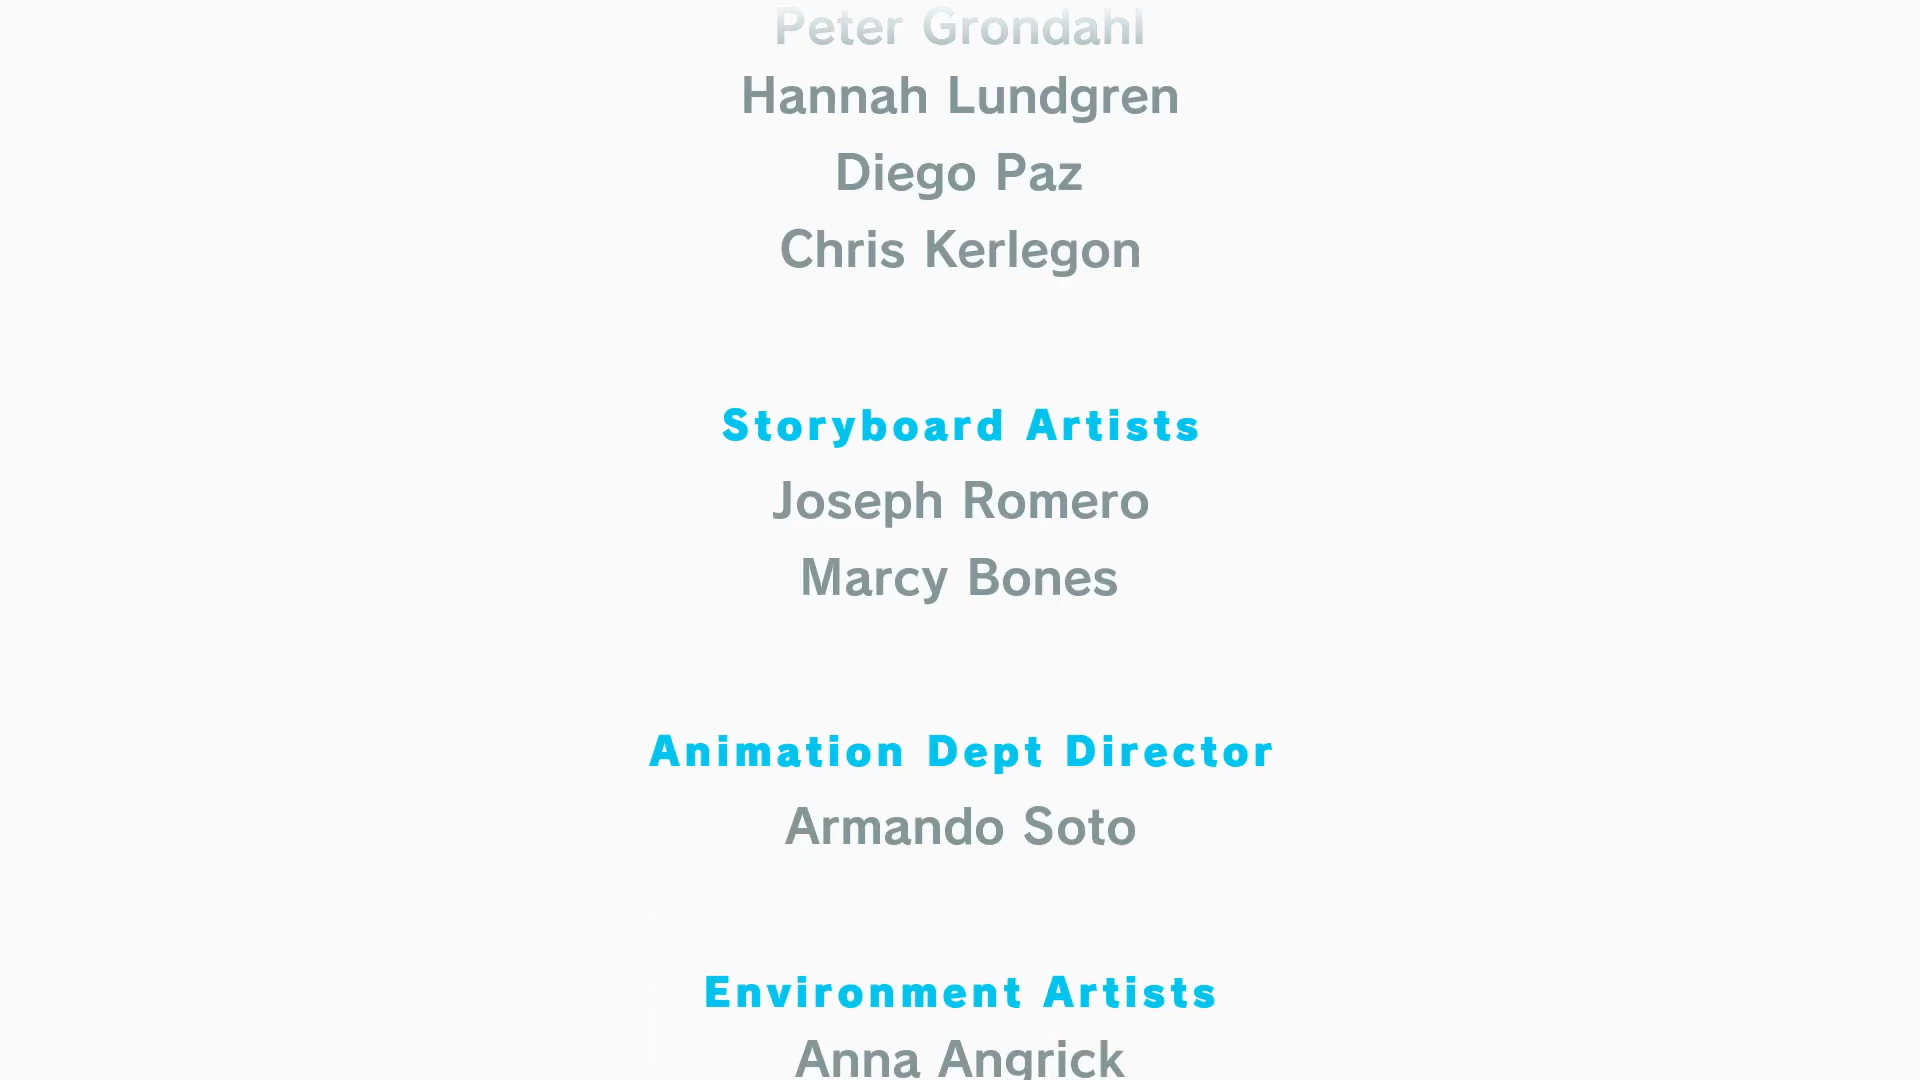 Peter Grondahl
Hannah Lundgren
Diego Paz
Chris Kerlegon
Storyboard Artists
Joseph Romero
Marcy Bones
Animation Dept Director
Armando Soto
Environment Artists
Anna Angrick